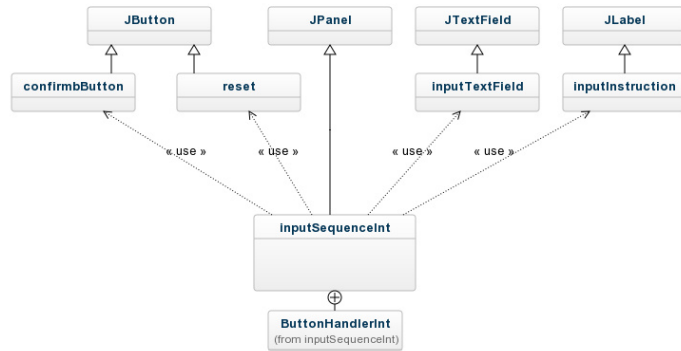 JButton
JPanel
JTextField
JLabel
confirmbButton
reset
inputTextField
inputInstruction
« use »
« use »
« use »
« use »
inputSequenceInt
ButtonHandlerInt
(from inputSequenceInt)